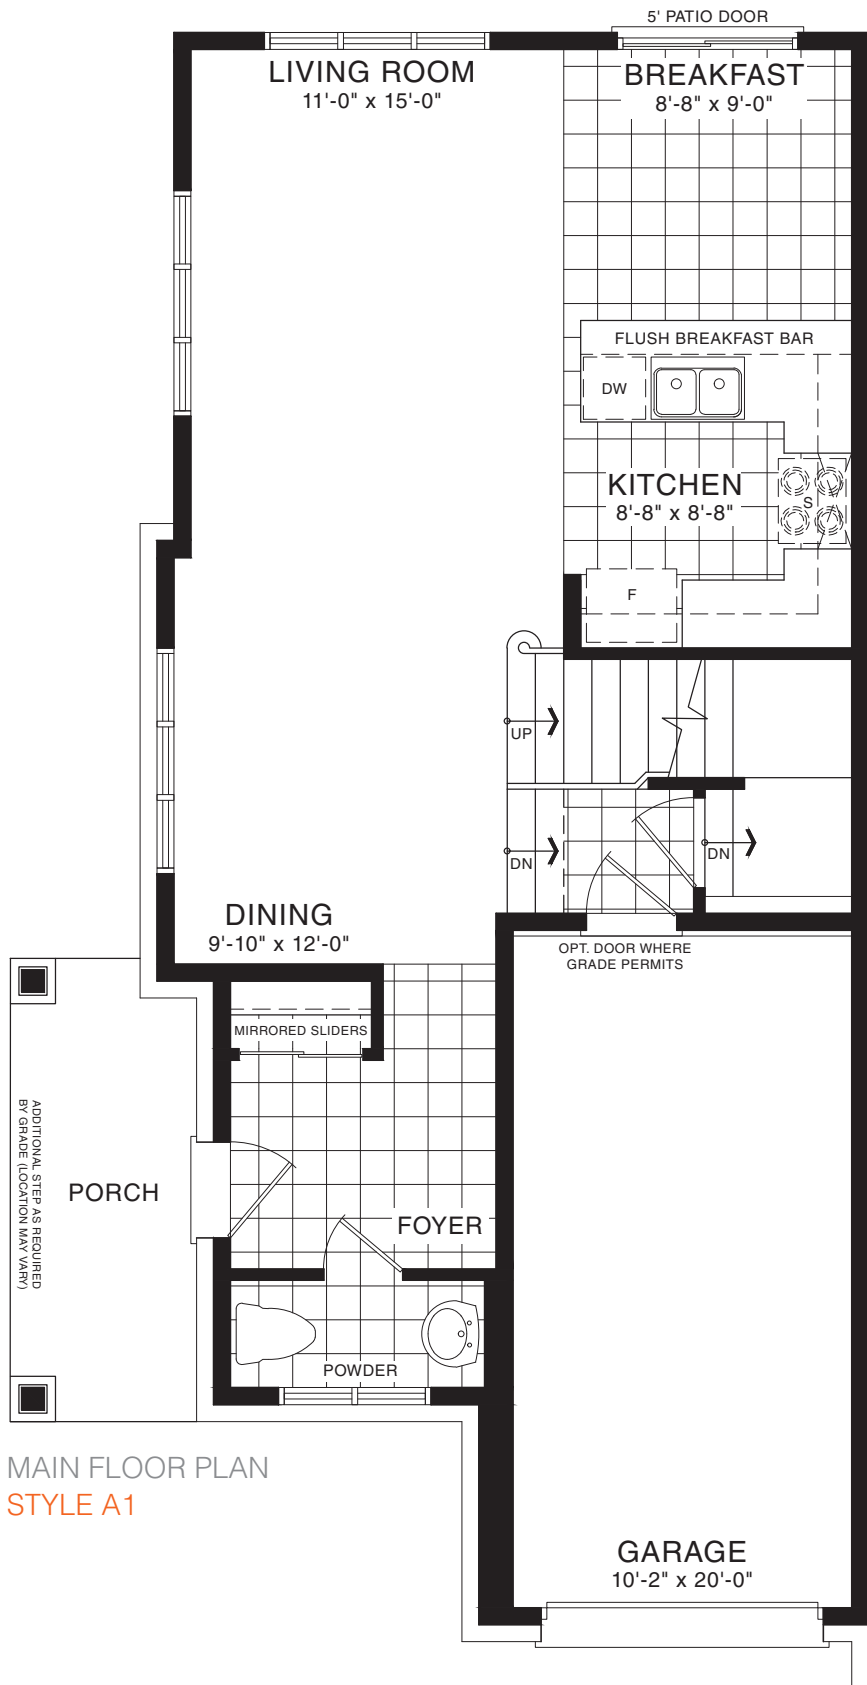 5' PATIO DOOR
LIVING ROOM
11'-0" x 15'-0"
BREAKFAST
8'-8" x 9'-0"
FLUSH BREAKFAST BAR
DW
KITCHEN
8'-8" x 8'-8"
S
F
UP
DN
DN
DINING
9'-10" x 12'-0"
OPT. DOOR WHERE
GRADE PERMITS
MIRRORED SLIDERS
ADDITIONAL STEP AS REQUIRED
BY GRADE (LOCATION MAY VARY)
PORCH
FOYER
POWDER
MAIN FLOOR PLAN
STYLE A1
GARAGE
10'-2" x 20'-0"